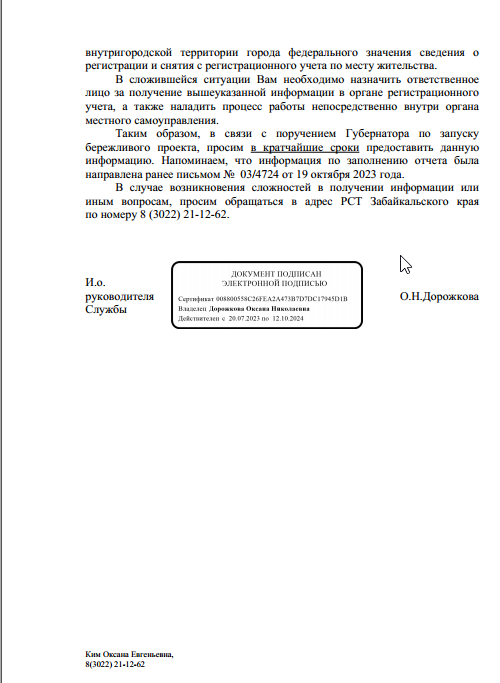 внутригородской территории города федерального значения сведения о
регистрации и снятия с регистрационного учета по месту жительства.
В сложившейся ситуации Вам необходимо назначить ответственное
лицо за получение вышеуказанной информации в органе регистрационного
учета, а также наладить процесс работы непосредственно внутри органа
местного самоуправления.
Таким образом, в связи с поручением Губернатора по запуску
бережливого проекта, просим в кратчайшие сроки предоставить данную
информацию. Напоминаем, что информация по заполнению отчета была
направлена ранее письмом № 03/4724 от 19 октября 2023 года.
В случае возникновения сложностей в получении информации или
иным вопросам, просим обращаться в адрес РСТ Забайкальского края
по номеру 8 (3022) 21-12-62.
И.о.
руководителя
Службы
ДОКУМЕНТ ПОДПИСАН
ЭЛЕКТРОННОЙ ПОДПИСЬЮ
Сертификат 008800558C26FEA2A473B7D7DC17945D1B
Владелец Дорожкова Оксана Николаевна
Действителен с 20.07.2023 по 12.10.2024
О.Н.Дорожкова
Ким Оксана Евгеньевна,
8(3022) 21-12-62